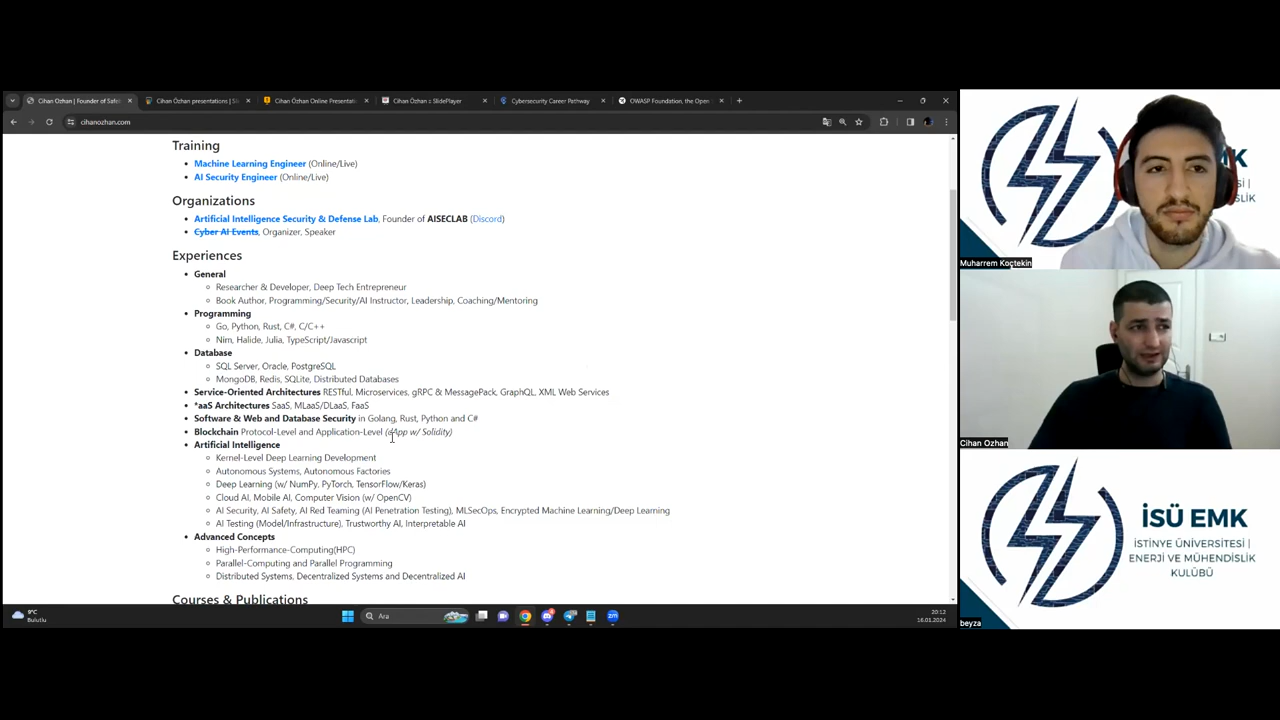 Cihan Ozhan | Founder of Safe
Cihan Özhan presentations | Sl
Cihan Özhan Online Presentat
Cihan Özhan :: SlidePlayer
Cybersecurity Career Pathway
OWASP Foundation, the Open
cihanozhan.com
Training
Machine Learning Engineer (Online/Live)
AI Security Engineer (Online/Live)
Organizations
Artificial Intelligence Security & Defense Lab, Founder of AISECLAB (Discord)
Cyber AI Events, Organizer, Speaker
Experiences
General
Researcher & Developer, Deep Tech Entrepreneur
Book Author, Programming/Security/AI Instructor, Leadership, Coaching/Mentoring
Programming
Go, Python, Rust, C#, C/C++
Nim, Halide, Julia, TypeScript/Javascript
Database
SQL Server, Oracle, PostgreSQL
MongoDB, Redis, SQLite, Distributed Databases
Service-Oriented Architectures RESTful, Microservices, gRPC & MessagePack, GraphQL, XML Web Services
*aaS Architectures SaaS, MLaaS/DLaaS, FaaS
Software & Web and Database Security in Golang, Rust, Python and C#
Blockchain Protocol-Level and Application-Level (dApp w/ Solidity)
Artificial Intelligence
Kernel-Level Deep Learning Development
Autonomous Systems, Autonomous Factories
Deep Learning (w/ NumPy, PyTorch, TensorFlow/Keras)
Cloud AI, Mobile AI, Computer Vision (w/ OpenCV)
AI Security, AI Safety, AI Red Teaming (AI Penetration Testing), MLSecOps, Encrypted Machine Learning/Deep Learning
AI Testing (Model/Infrastructure), Trustworthy AI, Interpretable AI
Advanced Concepts
High-Performance-Computing(HPC)
Parallel-Computing and Parallel Programming
Distributed Systems, Decentralized Systems and Decentralized AI
Courses & Publications
9°C
Bulutlu
Ara
20:12
16.01.2024
Muharrem Koçtekin
Cihan Ozhan
İSÜ EMK
İSTİNYE ÜNİVERSİTESİ |
ENERJİ VE MÜHENDİSLİK
KULÜBÜ
beyza